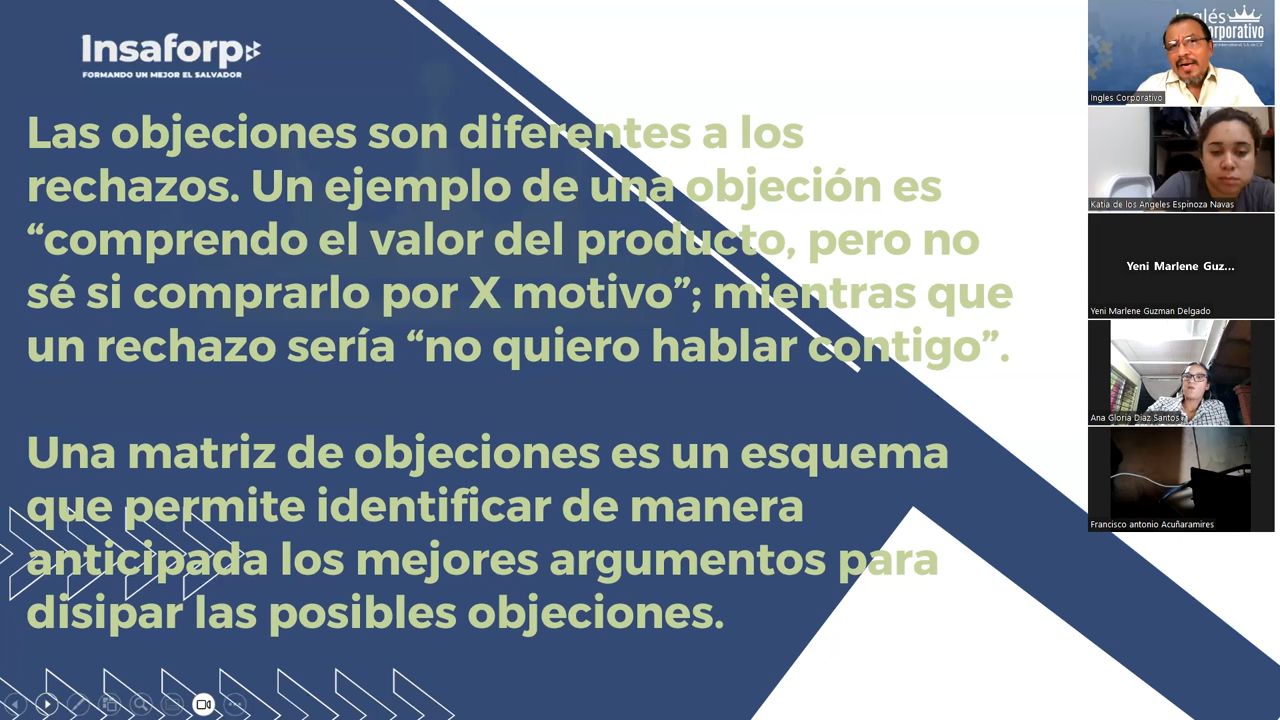 Insaforp
FORMANDO UN MEJOR EL SALVADOR
Las objeciones son diferentes a los
rechazos. Un ejemplo de una objeción es
“comprendo el valor del producto, pero no
sé si comprarlo por X motivo”; mientras que
un rechazo sería “no quiero hablar contigo”.
Una matriz de objeciones es un esquema
que permite identificar de manera
anticipada los mejores argumentos para
disipar las posibles objeciones.
Inglés
Corporativo
Ingles Corporativo
Katia de los Angeles Espinoza Navas
Yeni Marlene Guz...
Yeni Marlene Guzman Delgado
Ana Gloria Diaz Santos
Francisco antonio Acuñaramires